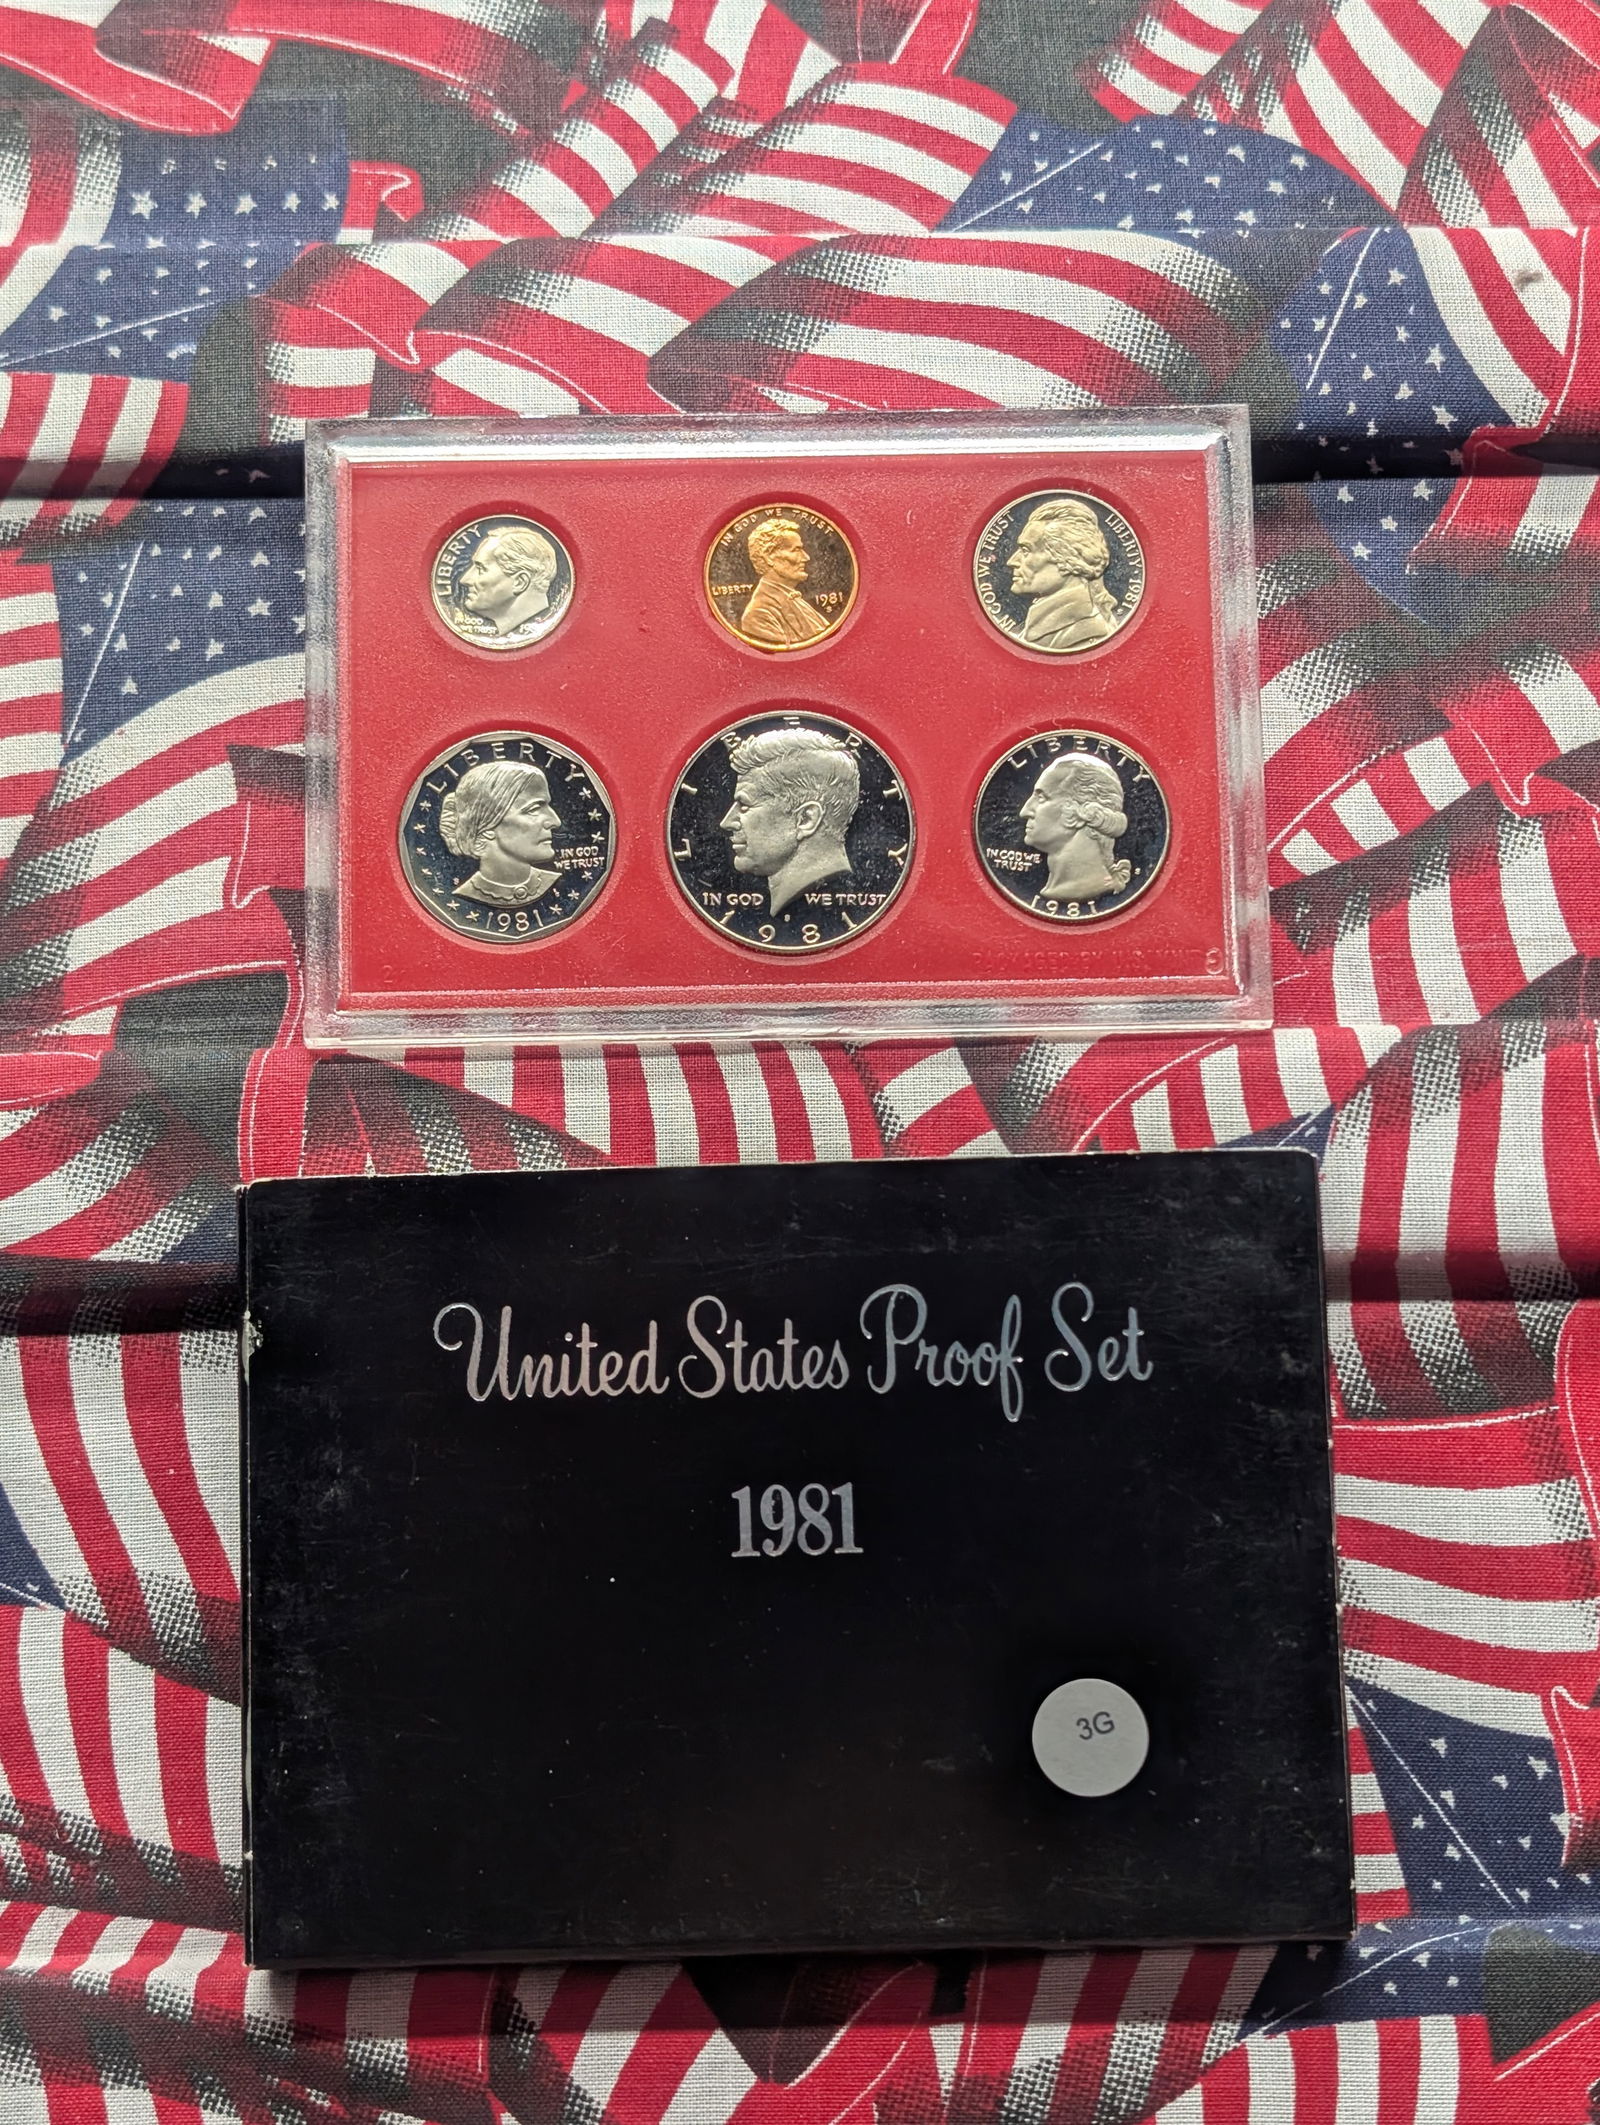 LIBERTY
IN GOD
WE TRUST
IN GOD WE TRUST
LIBERTY
1981
S
IN GOD WE TRUST
LIBERTY · 1981
LIBERTY
IN GOD
WE TRUST
S
1981
LIBERTY
IN GOD WE TRUST
S
1981
LIBERTY
IN GOD WE
TRUST
S
1981
2
PACKAGED BY U.S. MINT
United States Proof Set
1981
3G